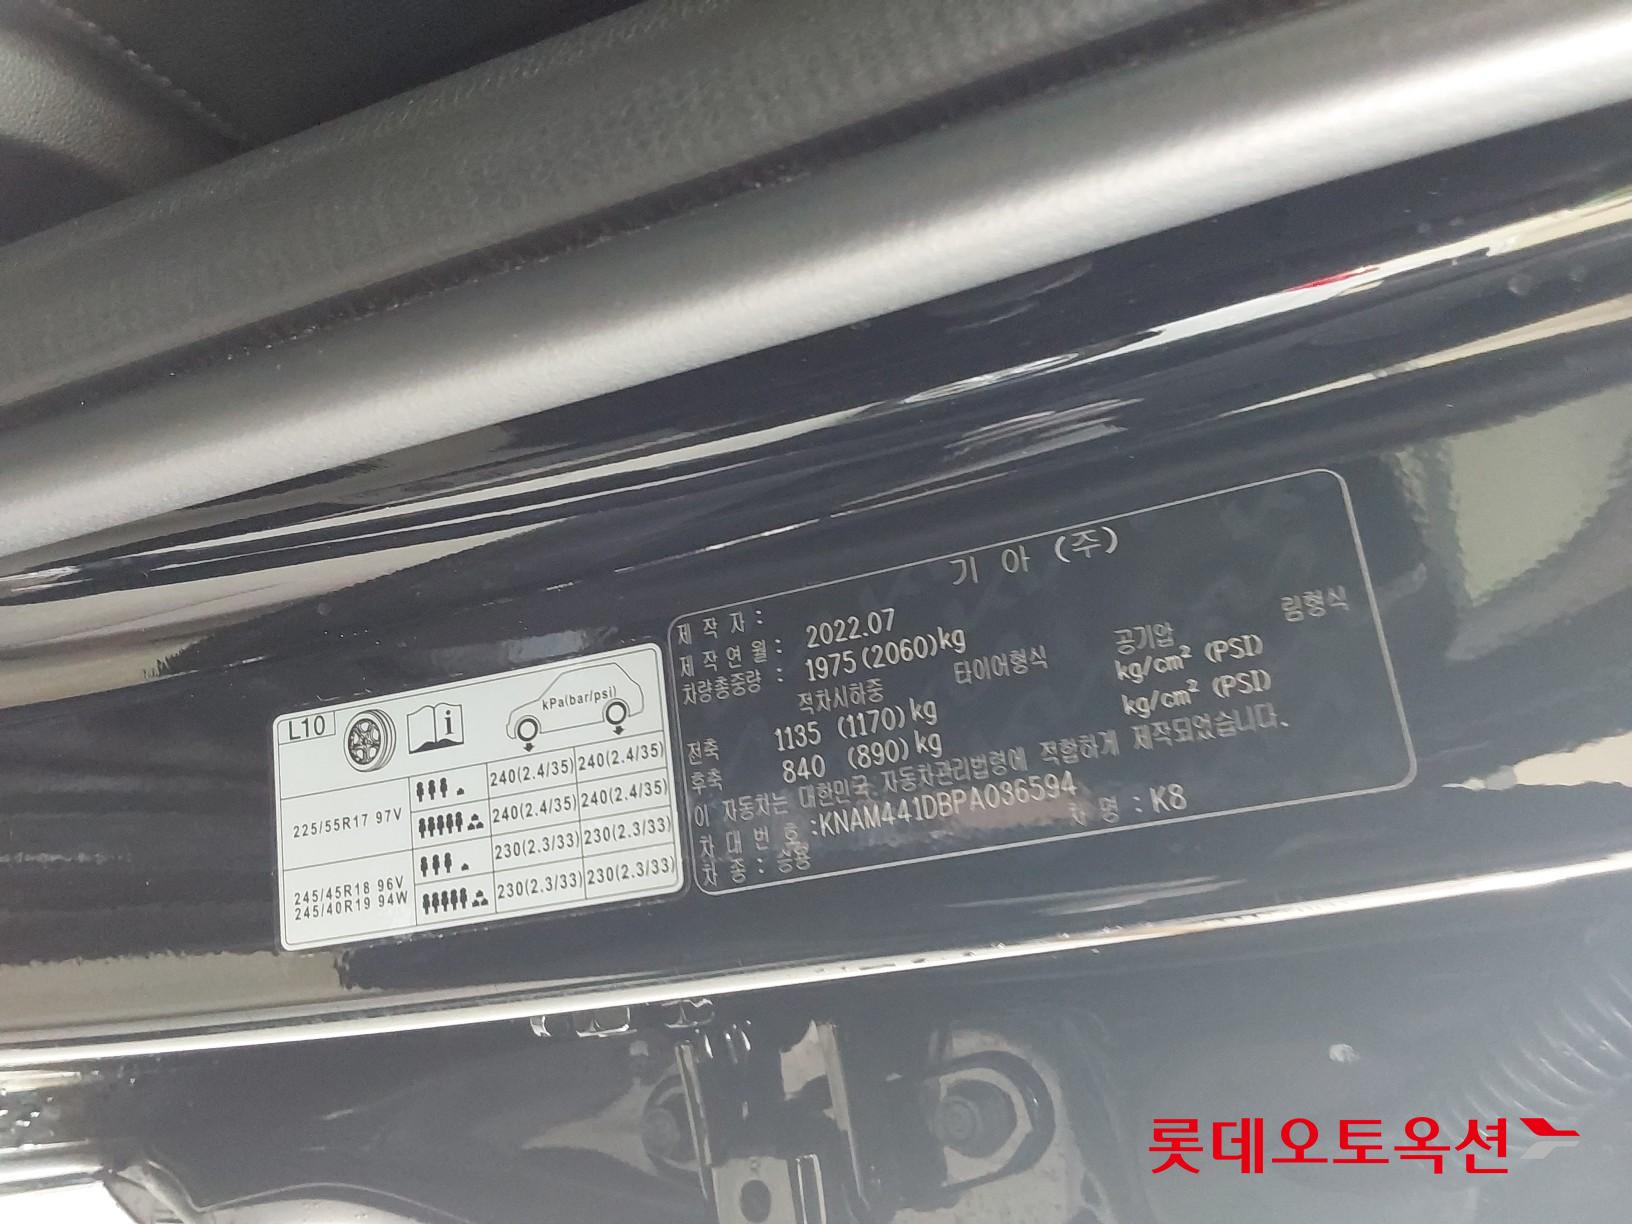 L10
i
kPa(bar/psi)
225/55R17 97V
240(2.4/35) 240(2.4/35)
240(2.4/35) 240(2.4/35)
245/45R18 96V
245/40R19 94W
230(2.3/33) 230(2.3/33)
230(2.3/33) 230(2.3/33)
제 작 자 : 기 아 (주)
제 작 연 월 : 2022.07
차량총중량 : 1975(2060)kg
적차시하중 타이어형식 공기압 림형식
전축 1135 (1170)kg kg/cm² (PSI)
후축 840 (890)kg kg/cm² (PSI)
이 자동차는 대한민국 자동차관리법령에 적합하게 제작되었습니다.
차 대 번 호 :KNAM441DBPA036594
차 종 : 승용 차 명 : K8
롯데오토옥션